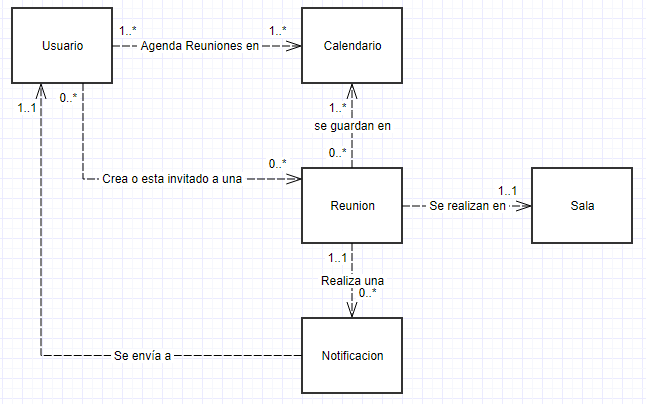 Usuario
1..*
Agenda Reuniones en
1..*
Calendario
1..1
0..*
1..*
se guardan en
0..*
Crea o esta invitado a una
0..*
Reunion
Se realizan en
1..1
Sala
1..1
Realiza una
0..*
Se envía a
Notificacion